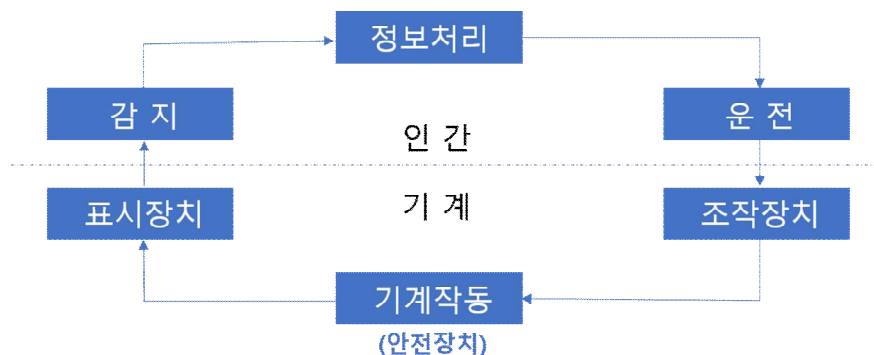 정보처리
감 지
운 전
인 간
기 계
표시장치
조작장치
기계작동
(안전장치)